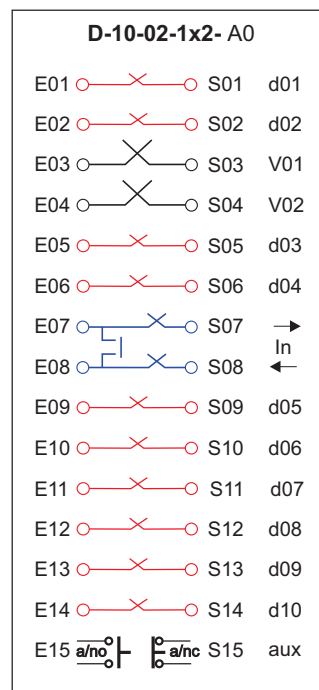 D-10-02-1x2- A0
E01 S01 d01
E02 S02 d02
E03 S03 V01
E04 S04 V02
E05 S05 d03
E06 S06 d04
E07 S07 →
In
E08 S08 ←
E09 S09 d05
E10 S10 d06
E11 S11 d07
E12 S12 d08
E13 S13 d09
E14 S14 d10
E15 a/no a/nc S15 aux